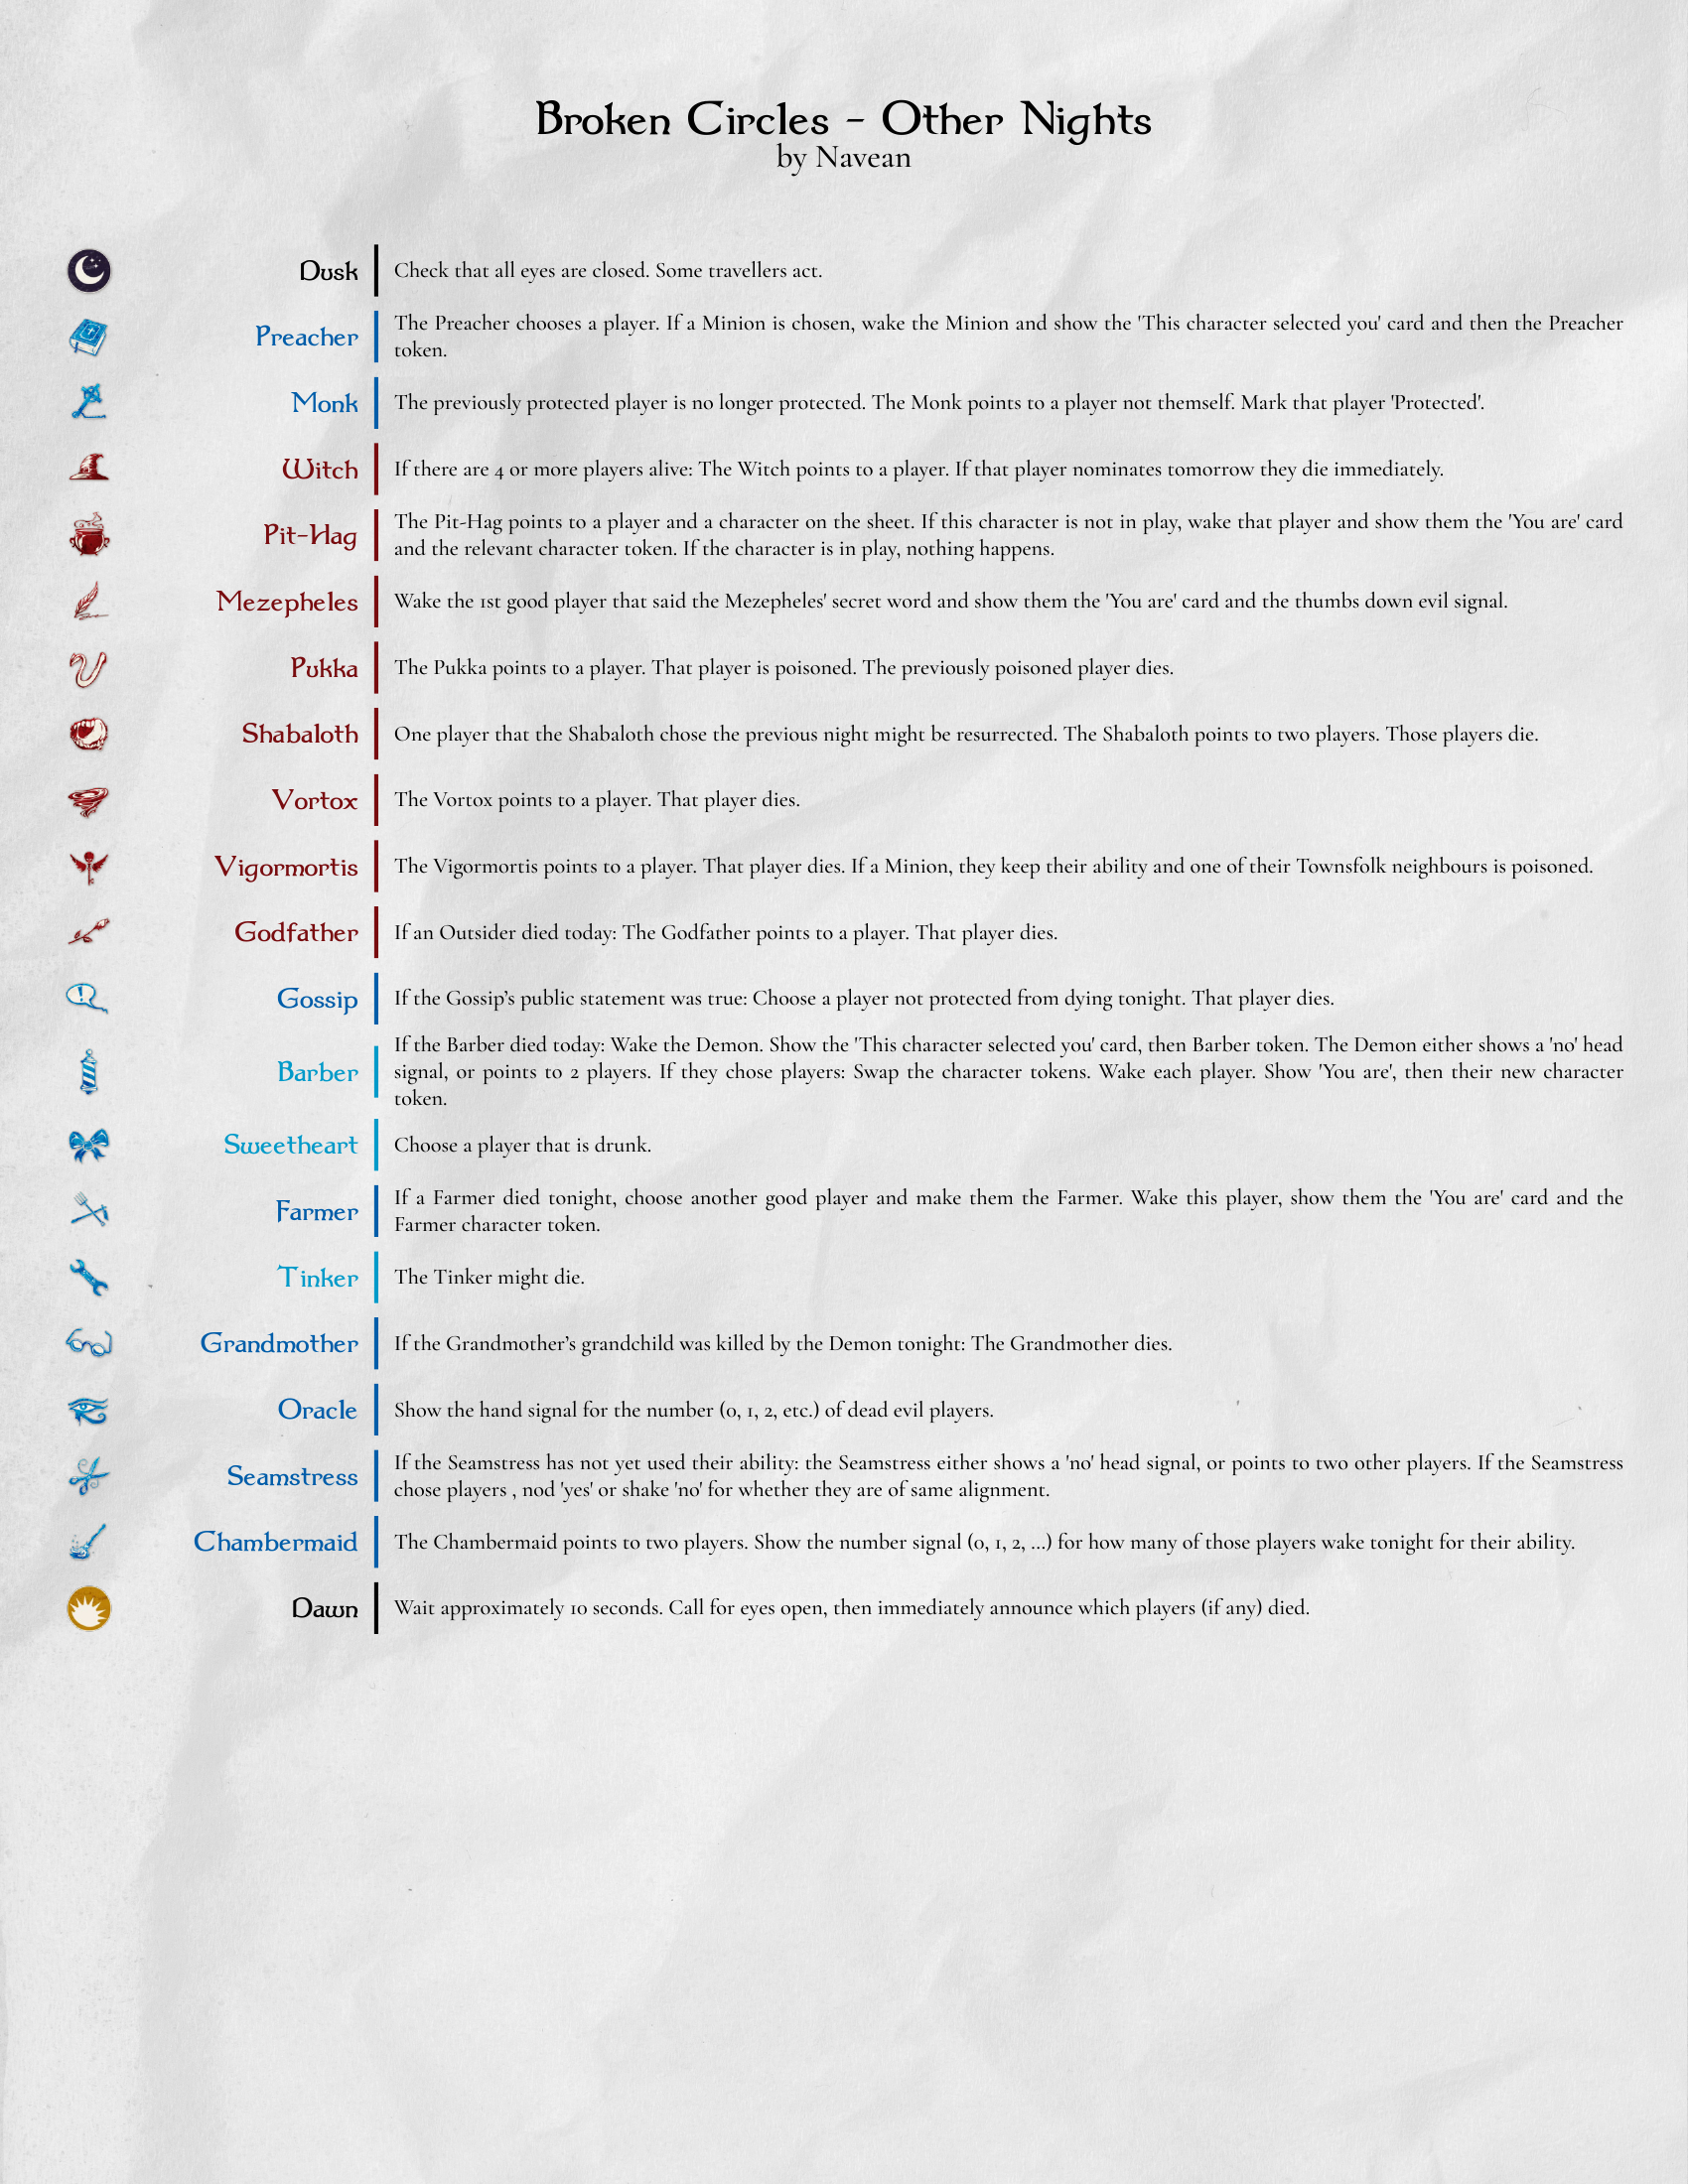 Broken Circles - Other Nights
by Navean
Dusk
Check that all eyes are closed. Some travellers act.
Preacher
The Preacher chooses a player. If a Minion is chosen, wake the Minion and show the 'This character selected you' card and then the Preacher
token.
Monk
The previously protected player is no longer protected. The Monk points to a player not themself. Mark that player 'Protected'.
Witch
If there are 4 or more players alive: The Witch points to a player. If that player nominates tomorrow they die immediately.
Pit-Hag
The Pit-Hag points to a player and a character on the sheet. If this character is not in play, wake that player and show them the 'You are' card
and the relevant character token. If the character is in play, nothing happens.
Mezepheles
Wake the 1st good player that said the Mezepheles' secret word and show them the 'You are' card and the thumbs down evil signal.
Pukka
The Pukka points to a player. That player is poisoned. The previously poisoned player dies.
Shabaloth
One player that the Shabaloth chose the previous night might be resurrected. The Shabaloth points to two players. Those players die.
Vortox
The Vortox points to a player. That player dies.
Vigormortis
The Vigormortis points to a player. That player dies. If a Minion, they keep their ability and one of their Townsfolk neighbours is poisoned.
Godfather
If an Outsider died today: The Godfather points to a player. That player dies.
Gossip
If the Gossip’s public statement was true: Choose a player not protected from dying tonight. That player dies.
Barber
If the Barber died today: Wake the Demon. Show the 'This character selected you' card, then Barber token. The Demon either shows a 'no' head
signal, or points to 2 players. If they chose players: Swap the character tokens. Wake each player. Show 'You are', then their new character
token.
Sweetheart
Choose a player that is drunk.
Farmer
If a Farmer died tonight, choose another good player and make them the Farmer. Wake this player, show them the 'You are' card and the
Farmer character token.
Tinker
The Tinker might die.
Grandmother
If the Grandmother’s grandchild was killed by the Demon tonight: The Grandmother dies.
Oracle
Show the hand signal for the number (0, 1, 2, etc.) of dead evil players.
Seamstress
If the Seamstress has not yet used their ability: the Seamstress either shows a 'no' head signal, or points to two other players. If the Seamstress
chose players , nod 'yes' or shake 'no' for whether they are of same alignment.
Chambermaid
The Chambermaid points to two players. Show the number signal (0, 1, 2, ...) for how many of those players wake tonight for their ability.
Dawn
Wait approximately 10 seconds. Call for eyes open, then immediately announce which players (if any) died.